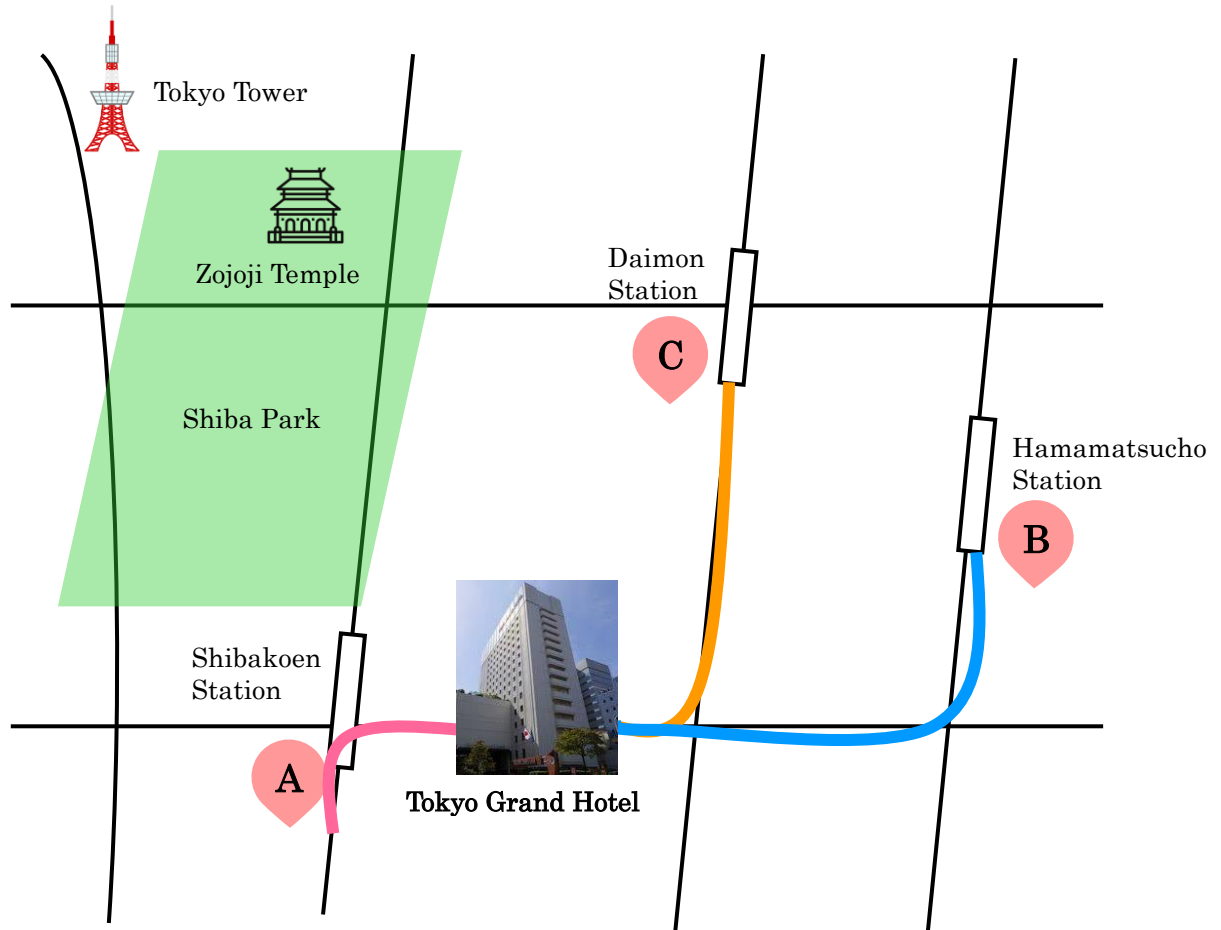 Tokyo Tower
Zojoji Temple
Daimon
Station
C
Shiba Park
Hamamatsucho
Station
B
Shibakoen
Station
A
Tokyo Grand Hotel